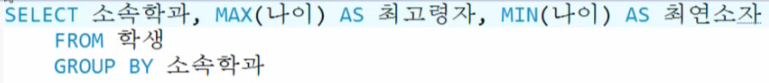 SELECT 소속학과, MAX(나이) AS 최고령자, MIN(나이) AS 최연소자
FROM 학생
GROUP BY 소속학과